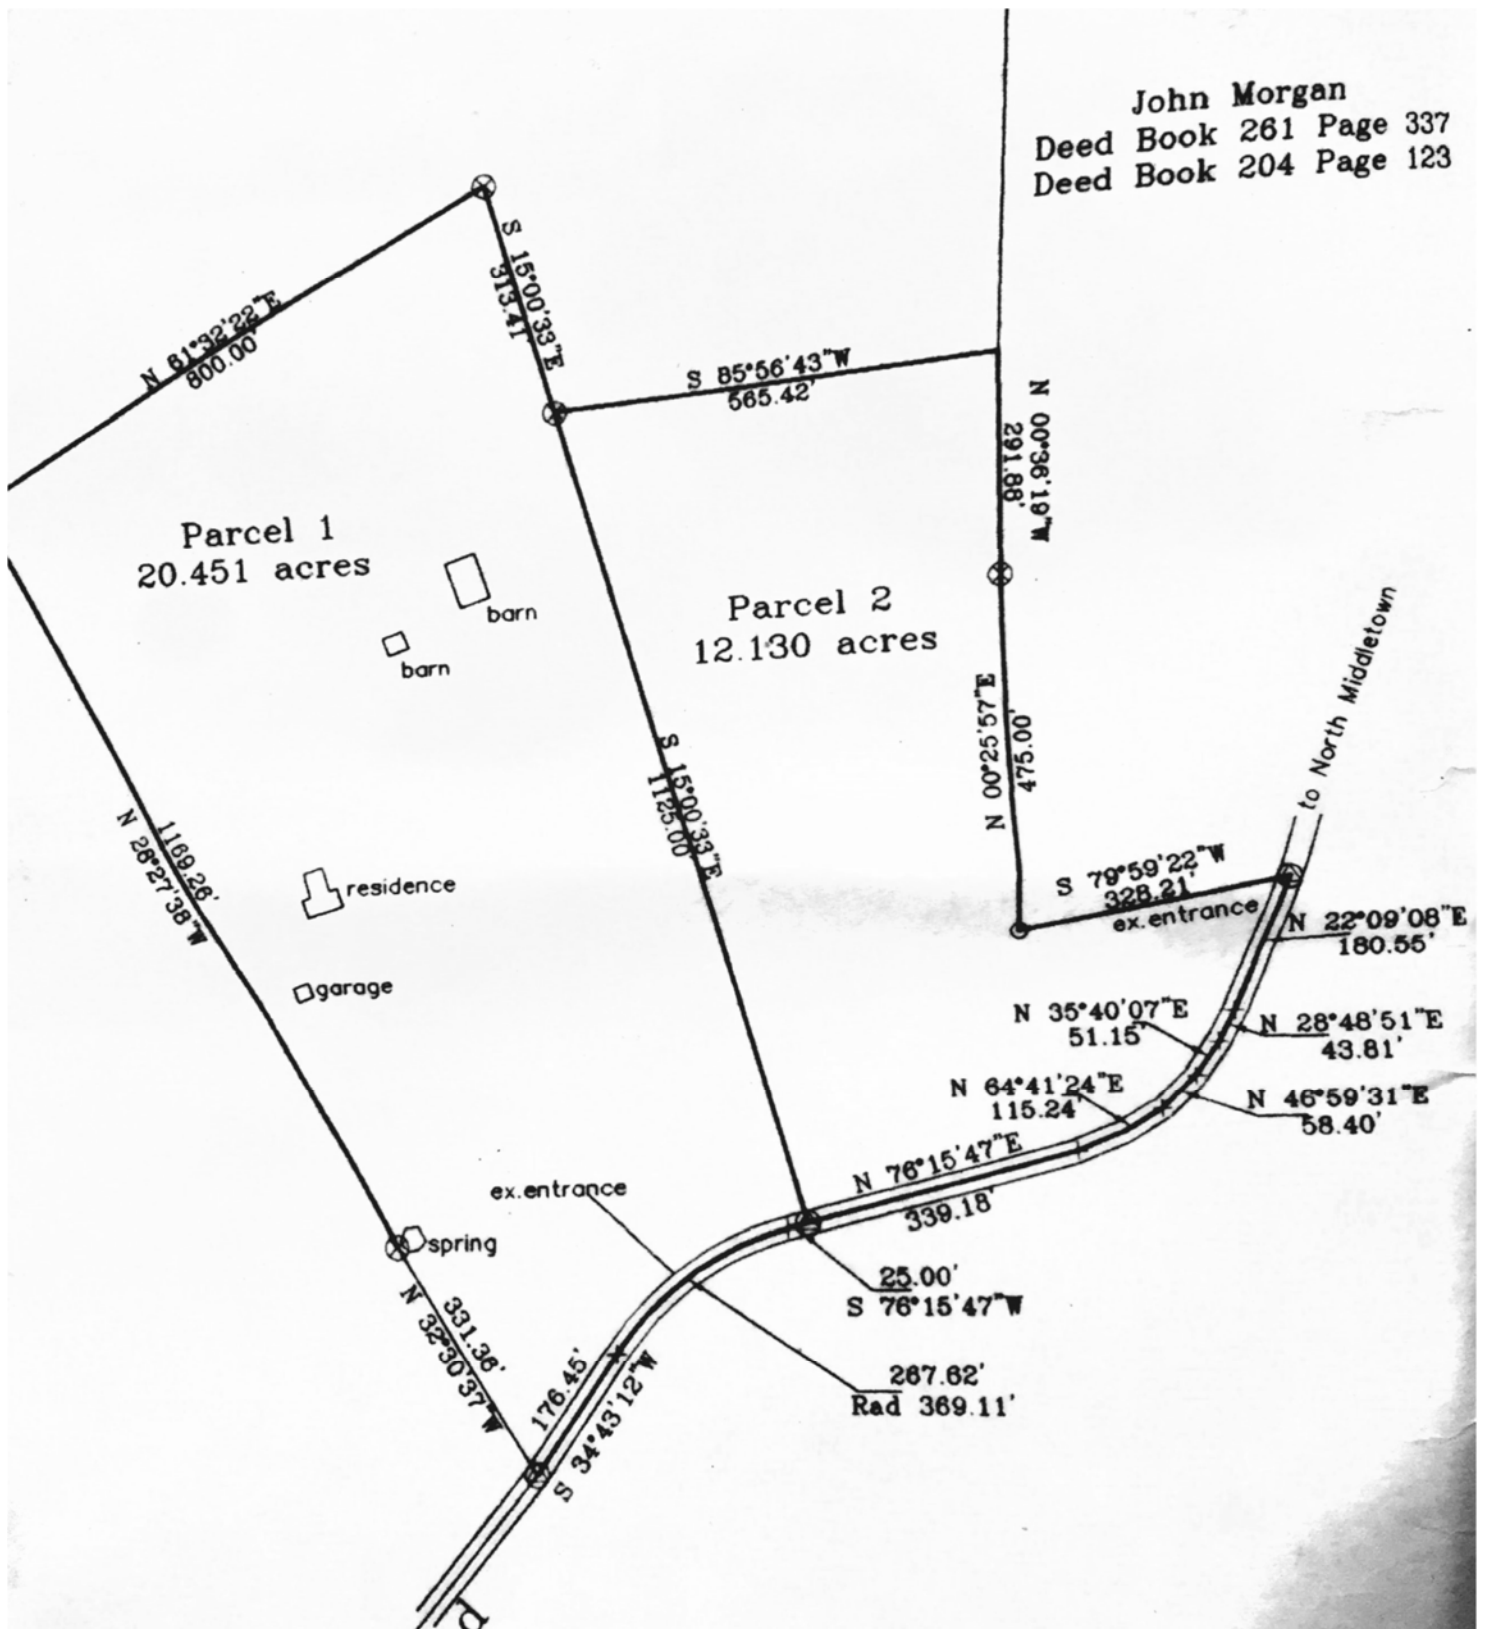 John Morgan
Deed Book 261 Page 337
Deed Book 204 Page 123
S 15°00'33"E
313.41'
N 61°32'22"E
800.00'
S 85°56'43"W
565.42'
N 00°36'19"W
291.88'
Parcel 1
20.451 acres
barn
barn
Parcel 2
12.130 acres
to North Middletown
N 00°25'57"E
475.00'
S 15°00'33"E
1125.00'
1169.26'
N 28°27'38"W
residence
garage
S 79°59'22"W
328.21'
ex.entrance
N 22°09'08"E
180.55'
N 35°40'07"E
51.15'
N 28°48'51"E
43.81'
N 64°41'24"E
115.24'
N 46°59'31"E
58.40'
N 76°15'47"E
339.18'
ex.entrance
spring
25.00'
S 76°15'47"W
331.36'
N 32°30'37"W
176.45'
S 34°43'12"W
267.62'
Rad 369.11'